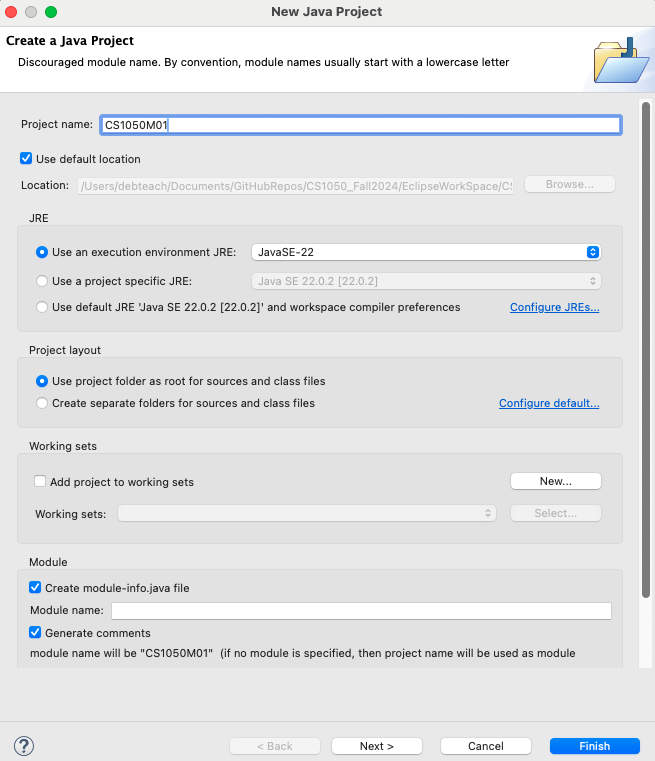 New Java Project
Create a Java Project
Discouraged module name. By convention, module names usually start with a lowercase letter
Project name: CS1050M01
Use default location
Location: /Users/debteach/Documents/GitHubRepos/CS1050_Fall2024/EclipseWorkSpace/CS
Browse...
JRE
Use an execution environment JRE: JavaSE-22
Use a project specific JRE: Java SE 22.0.2 [22.0.2]
Use default JRE 'Java SE 22.0.2 [22.0.2]' and workspace compiler preferences Configure JREs...
Project layout
Use project folder as root for sources and class files
Create separate folders for sources and class files Configure default...
Working sets
Add project to working sets New...
Working sets: Select...
Module
Create module-info.java file
Module name:
Generate comments
module name will be "CS1050M01" (if no module is specified, then project name will be used as module
? < Back Next > Cancel Finish